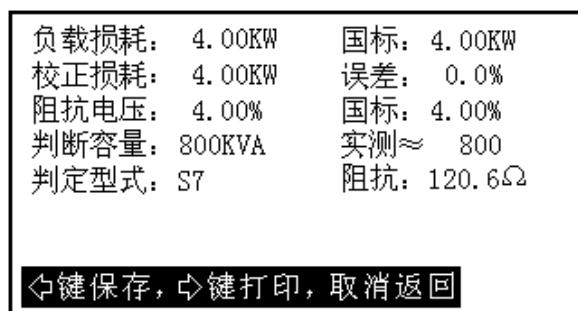 负载损耗： 4.00KW 国标：4.00KW
校正损耗： 4.00KW 误差： 0.0%
阻抗电压： 4.00% 国标：4.00%
判断容量：800KVA 实测≈ 800
判定型式：S7 阻抗：120.6Ω
⇦键保存，⇨键打印，取消返回